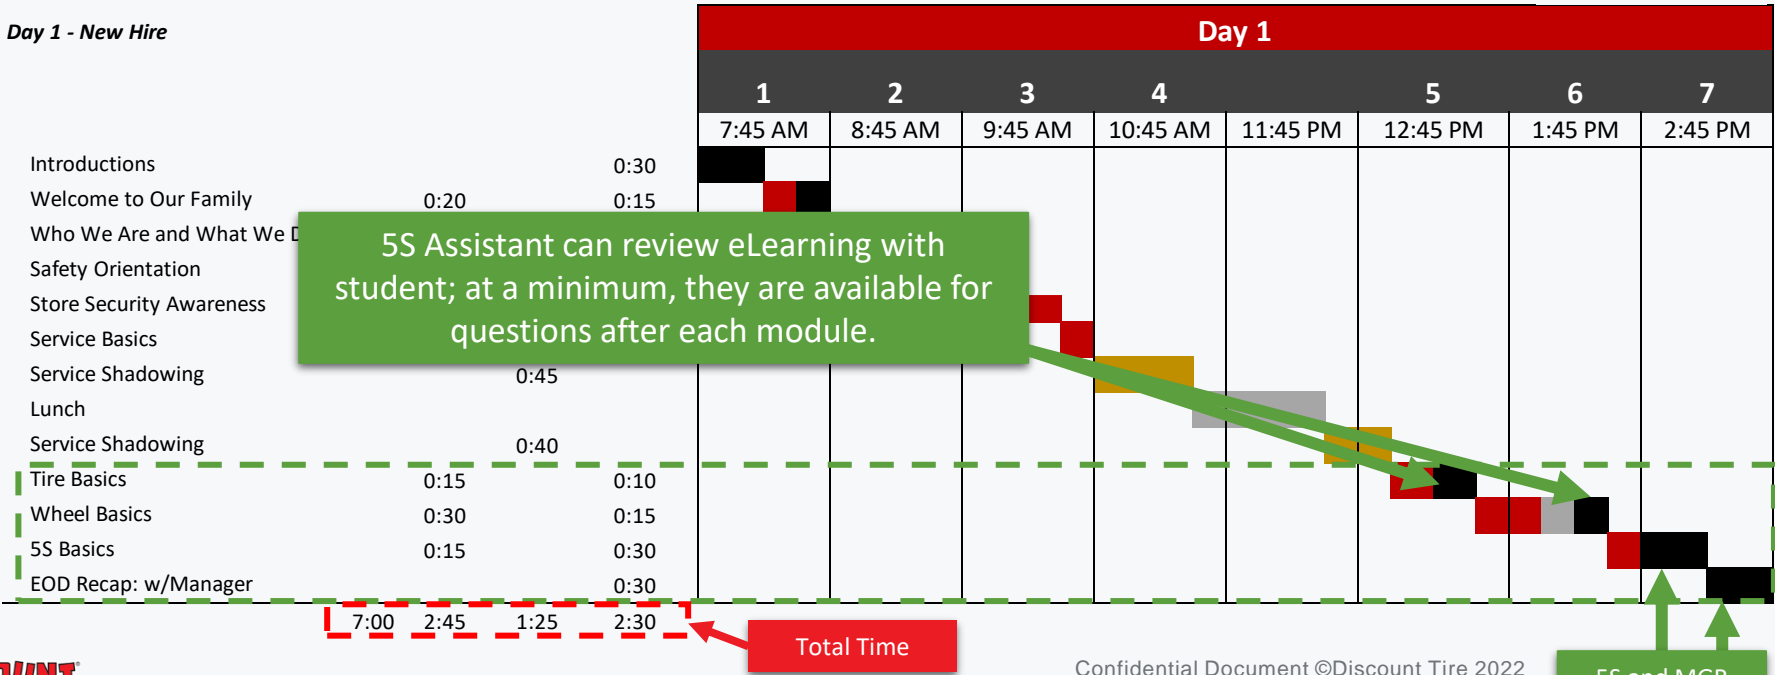 Day 1 - New Hire
Day 1
1 2 3 4 5 6 7
7:45 AM 8:45 AM 9:45 AM 10:45 AM 11:45 PM 12:45 PM 1:45 PM 2:45 PM
Introductions 0:30
Welcome to Our Family 0:20 0:15
Who We Are and What We
Safety Orientation
Store Security Awareness
Service Basics
5S Assistant can review eLearning with
student; at a minimum, they are available for
questions after each module.
Service Shadowing 0:45
Lunch
Service Shadowing 0:40
Tire Basics 0:15 0:10
Wheel Basics 0:30 0:15
5S Basics 0:15 0:30
EOD Recap: w/Manager 0:30
7:00 2:45 1:25 2:30
Total Time
Confidential Document ©Discount Tire 2022
5S and MGR